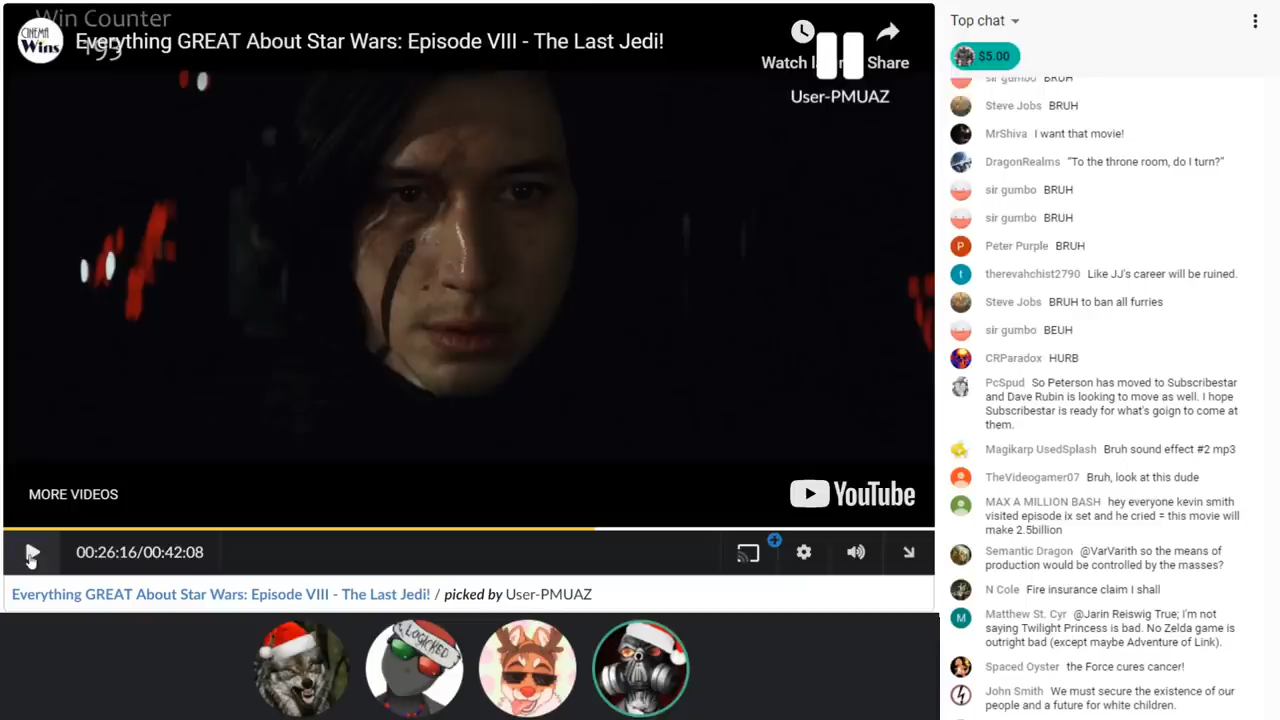 Win Counter
193
CINEMA
Wins
Everything GREAT About Star Wars: Episode VIII - The Last Jedi!
Watch l
Share
User-PMUAZ
MORE VIDEOS
YouTube
00:26:16/00:42:08
Everything GREAT About Star Wars: Episode VIII - The Last Jedi! / picked by User-PMUAZ
LOGICKED
Top chat
$5.00
sir gumbo BRUH
Steve Jobs BRUH
MrShiva I want that movie!
DragonRealms “To the throne room, do I turn?”
sir gumbo BRUH
sir gumbo BRUH
P
Peter Purple BRUH
t
therevahchist2790 Like JJ's career will be ruined.
Steve Jobs BRUH to ban all furries
sir gumbo BEUH
CRParadox HURB
PcSpud So Peterson has moved to Subscribestar
and Dave Rubin is looking to move as well. I hope
Subscribestar is ready for what's goign to come at
them.
Magikarp UsedSplash Bruh sound effect #2 mp3
TheVideogamer07 Bruh, look at this dude
MAX A MILLION BASH hey everyone kevin smith
visited episode ix set and he cried = this movie will
make 2.5billion
Semantic Dragon @VarVarith so the means of
production would be controlled by the masses?
N Cole Fire insurance claim I shall
M
Matthew St. Cyr @Jarin Reiswig True; I'm not
saying Twilight Princess is bad. No Zelda game is
outright bad (except maybe Adventure of Link).
Spaced Oyster the Force cures cancer!
John Smith We must secure the existence of our
people and a future for white children.